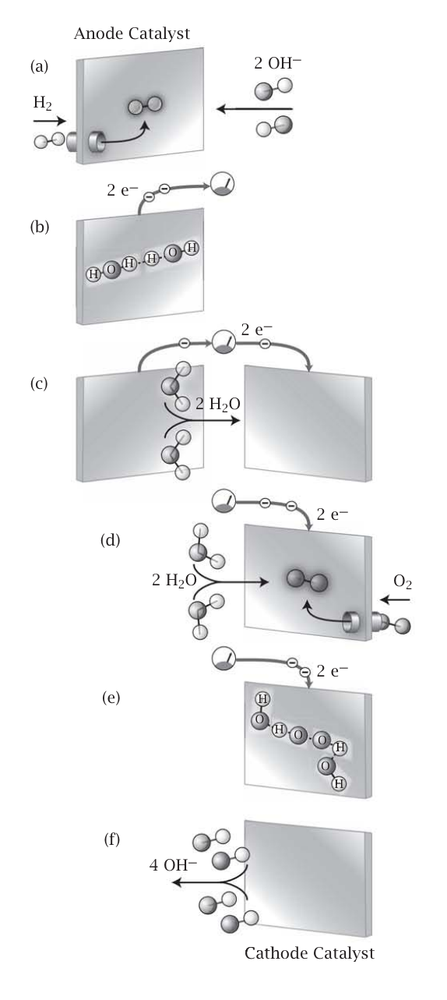 Anode Catalyst
(a)
2 OH−
H2
2 e−
(b)
H O H H O H
2 e−
(c)
2 H2O
(d)
2 e−
2 H2O
O2
(e)
2 e−
H
O H O O H
O
H
(f)
4 OH−
Cathode Catalyst